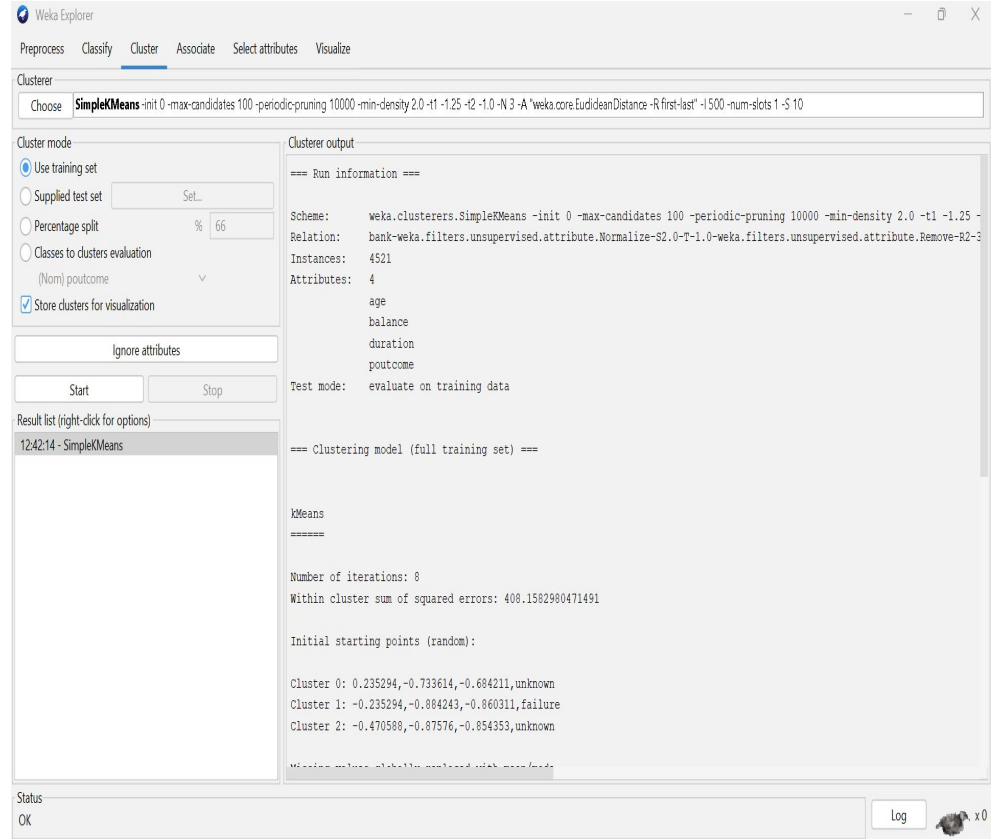 Weka Explorer
Preprocess Classify Cluster Associate Select attributes Visualize
Clusterer
Choose SimpleKMeans -init 0 -max-candidates 100 -periodic-pruning 10000 -min-density 2.0 -t1 -1.25 -t2 -1.0 -N 3 -A "weka.core.EuclideanDistance -R first-last" -I 500 -num-slots 1 -S 10
Cluster mode
Use training set
Supplied test set Set...
Percentage split % 66
Classes to clusters evaluation
(Nom) poutcome
Store clusters for visualization
Ignore attributes
Start Stop
Result list (right-click for options)
12:42:14 - SimpleKMeans
Clusterer output
=== Run information ===
Scheme: weka.clusterers.SimpleKMeans -init 0 -max-candidates 100 -periodic-pruning 10000 -min-density 2.0 -t1 -1.25 -
Relation: bank-weka.filters.unsupervised.attribute.Normalize-S2.0-T-1.0-weka.filters.unsupervised.attribute.Remove-R2-3
Instances: 4521
Attributes: 4
age
balance
duration
poutcome
Test mode: evaluate on training data
=== Clustering model (full training set) ===
kMeans
======
Number of iterations: 8
Within cluster sum of squared errors: 408.1582980471491
Initial starting points (random):
Cluster 0: 0.235294,-0.733614,-0.684211,unknown
Cluster 1: -0.235294,-0.884243,-0.860311,failure
Cluster 2: -0.470588,-0.87576,-0.854353,unknown
Missing values globally replaced with mean/mode
Status
OK
Log x 0